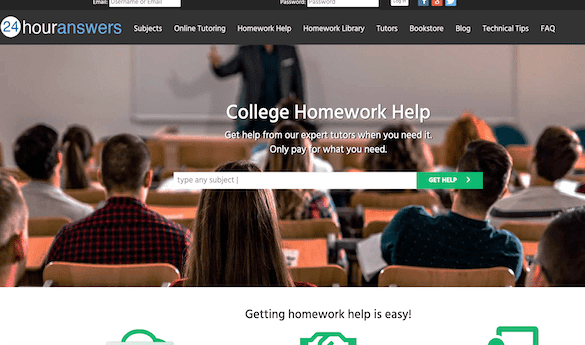 Email: Username or Email Password: Password Log In
24houranswers Subjects Online Tutoring Homework Help Homework Library Tutors Bookstore Blog Technical Tips FAQ
College Homework Help
Get help from our expert tutors when you need it.
Only pay for what you need.
type any subject | GET HELP
Getting homework help is easy!